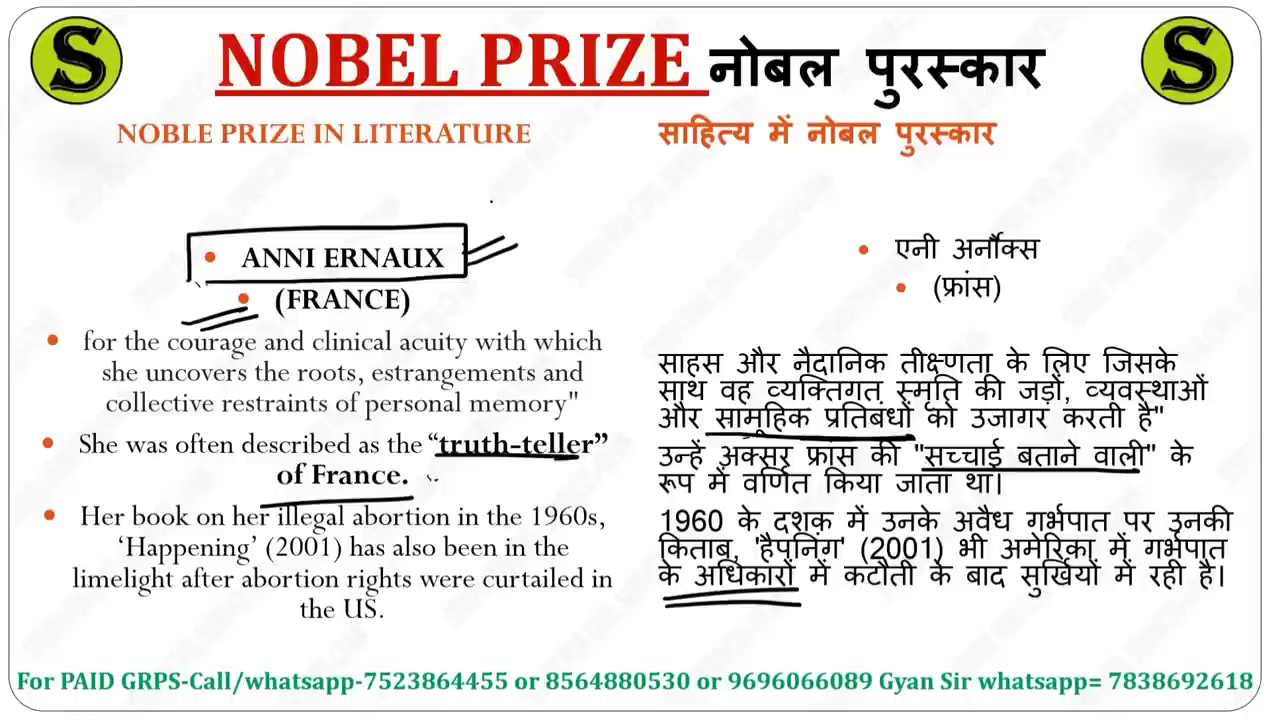 S
NOBEL PRIZE नोबल पुरस्कार
S
NOBLE PRIZE IN LITERATURE
• ANNI ERNAUX
• (FRANCE)
• for the courage and clinical acuity with which
she uncovers the roots, estrangements and
collective restraints of personal memory"
• She was often described as the “truth-teller”
of France.
• Her book on her illegal abortion in the 1960s,
‘Happening’ (2001) has also been in the
limelight after abortion rights were curtailed in
the US.
साहित्य में नोबल पुरस्कार
• एनी अर्नौक्स
• (फ्रांस)
साहस और नैदानिक तीक्ष्णता के लिए जिसके
साथ वह व्यक्तिगत स्मृति की जड़ों, व्यवस्थाओं
और सामूहिक प्रतिबंधों को उजागर करती है"
उन्हें अक्सर फ्रांस की "सच्चाई बताने वाली" के
रूप में वर्णित किया जाता था।
1960 के दशक में उनके अवैध गर्भपात पर उनकी
किताब, 'हैपनिंग' (2001) भी अमेरिका में गर्भपात
के अधिकारों में कटौती के बाद सुर्खियों में रही है।
For PAID GRPS-Call/whatsapp-7523864455 or 8564880530 or 9696066089 Gyan Sir whatsapp= 7838692618